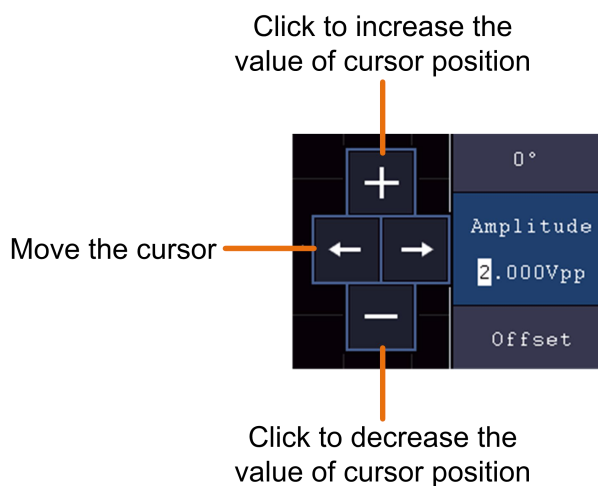 Click to increase the
value of cursor position
0°
Amplitude
Move the cursor
2.000Vpp
Offset
Click to decrease the
value of cursor position